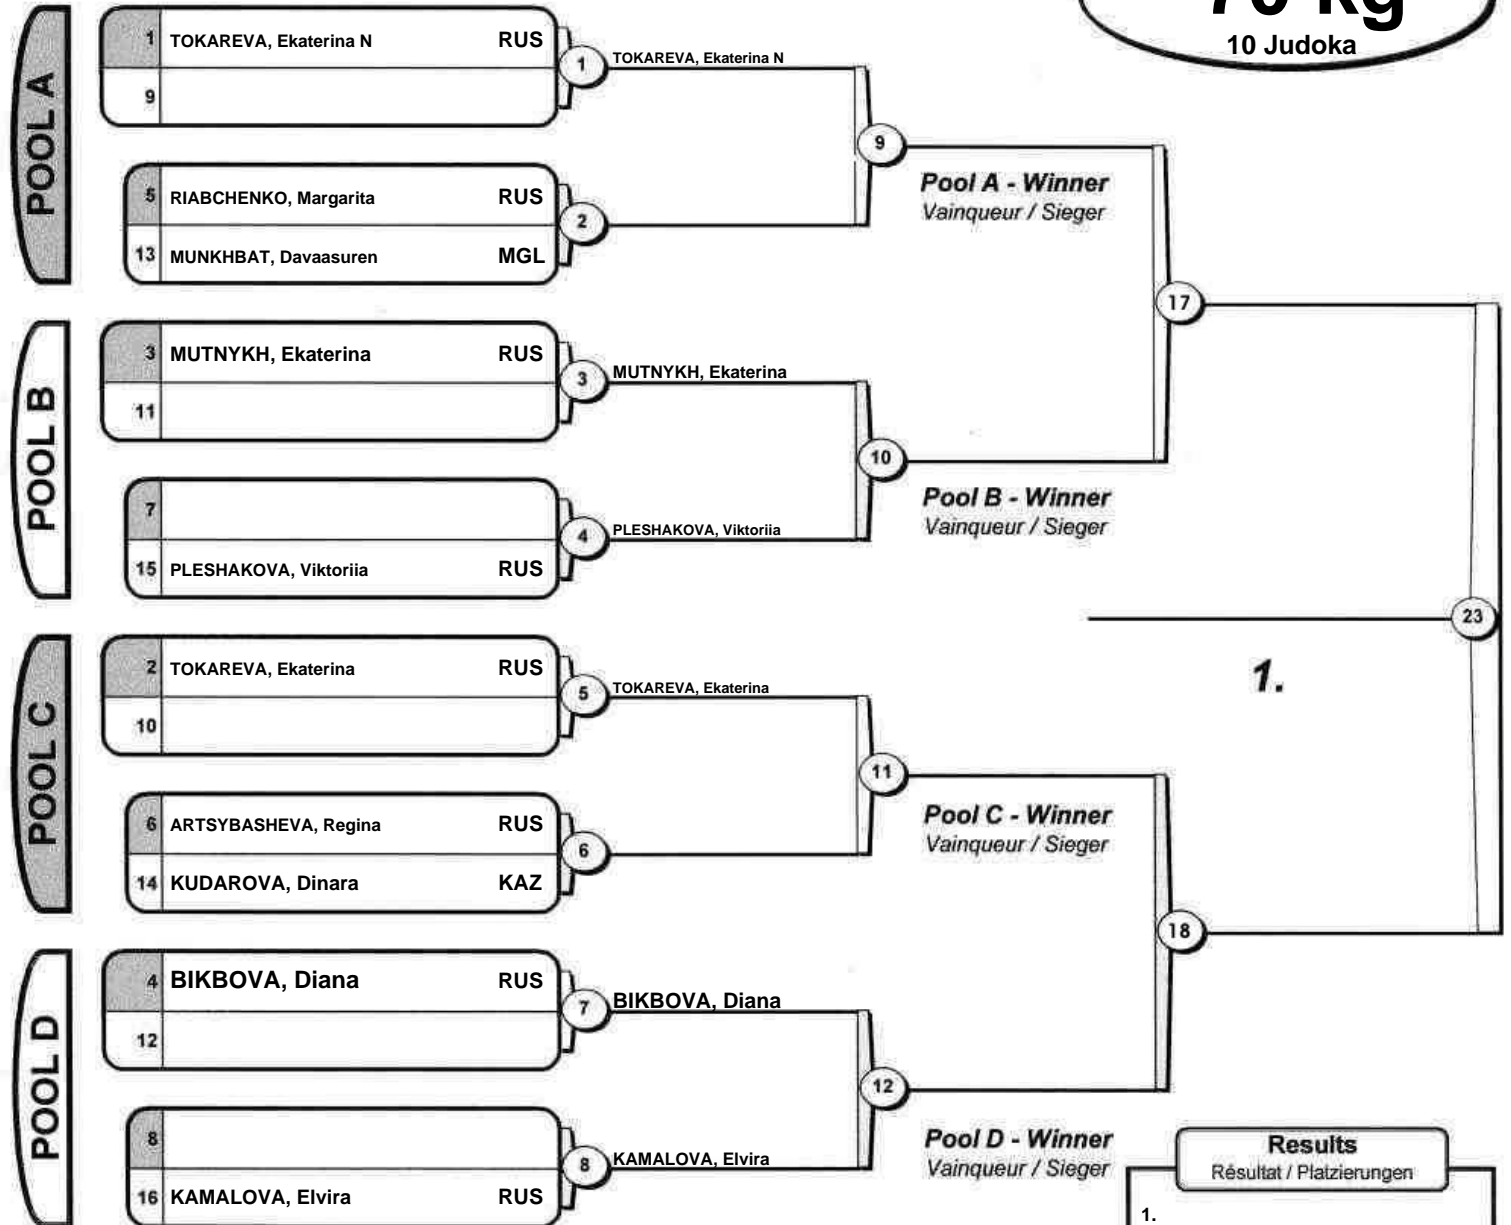 70 kg
10 Judoka
POOL A
1 TOKAREVA, Ekaterina N RUS
9
1 TOKAREVA, Ekaterina N
5 RIABCHENKO, Margarita RUS
13 MUNKHBAT, Davaasuren MGL
2
9
Pool A - Winner
Vainqueur / Sieger
POOL B
3 MUTNYKH, Ekaterina RUS
11
3 MUTNYKH, Ekaterina
7
15 PLESHAKOVA, Viktoriia RUS
4 PLESHAKOVA, Viktoriia
10
Pool B - Winner
Vainqueur / Sieger
17
POOL C
2 TOKAREVA, Ekaterina RUS
10
5 TOKAREVA, Ekaterina
6 ARTSYBASHEVA, Regina RUS
14 KUDAROVA, Dinara KAZ
6
11
Pool C - Winner
Vainqueur / Sieger
POOL D
4 BIKBOVA, Diana RUS
12
7 BIKBOVA, Diana
8
16 KAMALOVA, Elvira RUS
8 KAMALOVA, Elvira
12
Pool D - Winner
Vainqueur / Sieger
18
23
1.
Results
Résultat / Platzierungen
1.